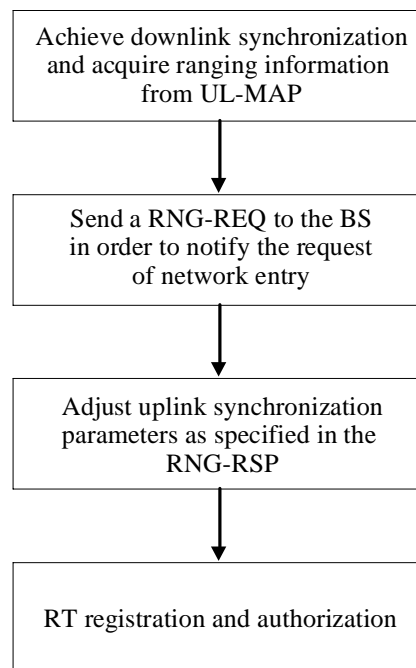 Achieve downlink synchronization
and acquire ranging information
from UL-MAP
Send a RNG-REQ to the BS
in order to notify the request
of network entry
Adjust uplink synchronization
parameters as specified in the
RNG-RSP
RT registration and authorization